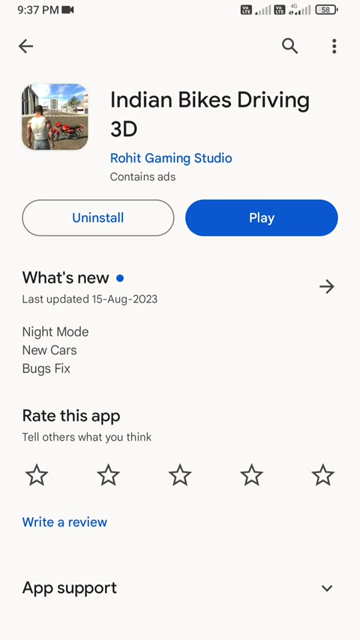 9:37 PM
4G
58
Indian Bikes Driving
3D
Rohit Gaming Studio
Contains ads
Uninstall
Play
What's new
Last updated 15-Aug-2023
Night Mode
New Cars
Bugs Fix
Rate this app
Tell others what you think
Write a review
App support